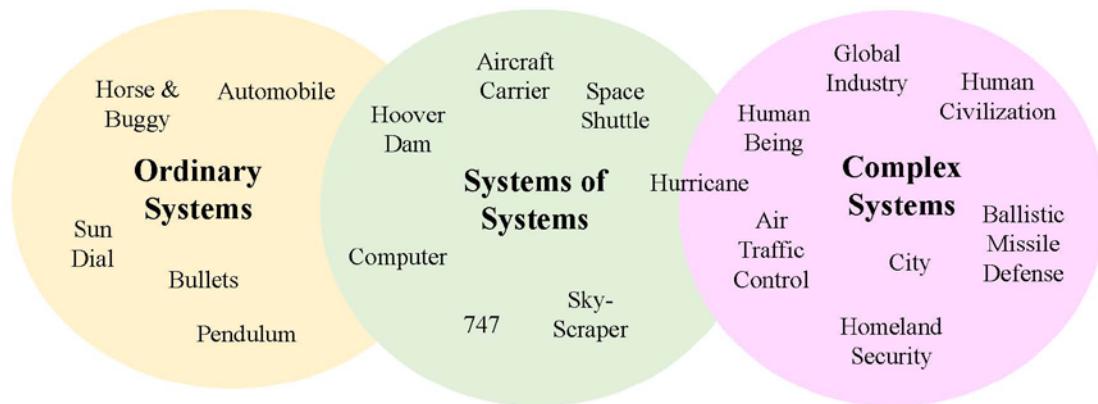 Horse &
Buggy
Automobile
Ordinary
Systems
Sun
Dial
Bullets
Pendulum
Aircraft
Carrier
Space
Shuttle
Hoover
Dam
Systems of
Systems
Hurricane
Computer
747
Sky-
Scraper
Global
Industry
Human
Civilization
Human
Being
Complex
Systems
Air
Traffic
Control
City
Ballistic
Missile
Defense
Homeland
Security